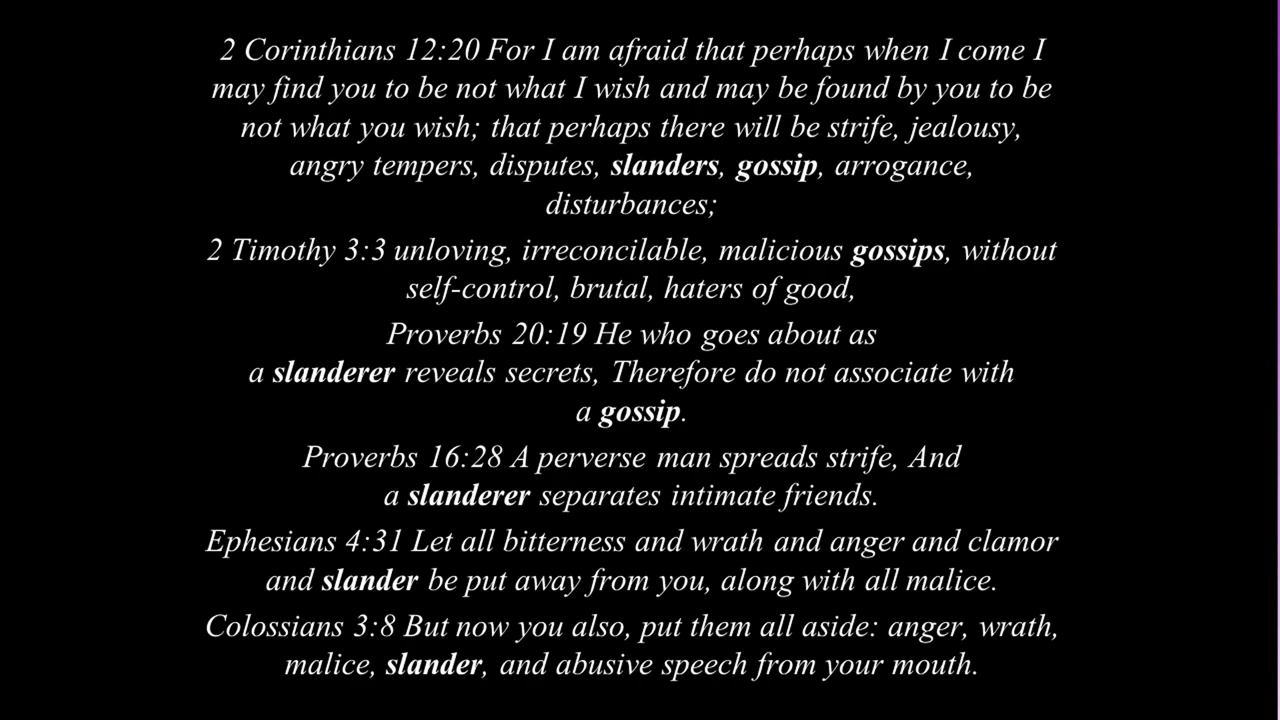 2 Corinthians 12:20 For I am afraid that perhaps when I come I
may find you to be not what I wish and may be found by you to be
not what you wish; that perhaps there will be strife, jealousy,
angry tempers, disputes, slanders, gossip, arrogance,
disturbances;
2 Timothy 3:3 unloving, irreconcilable, malicious gossips, without
self-control, brutal, haters of good,
Proverbs 20:19 He who goes about as
a slanderer reveals secrets, Therefore do not associate with
a gossip.
Proverbs 16:28 A perverse man spreads strife, And
a slanderer separates intimate friends.
Ephesians 4:31 Let all bitterness and wrath and anger and clamor
and slander be put away from you, along with all malice.
Colossians 3:8 But now you also, put them all aside: anger, wrath,
malice, slander, and abusive speech from your mouth.